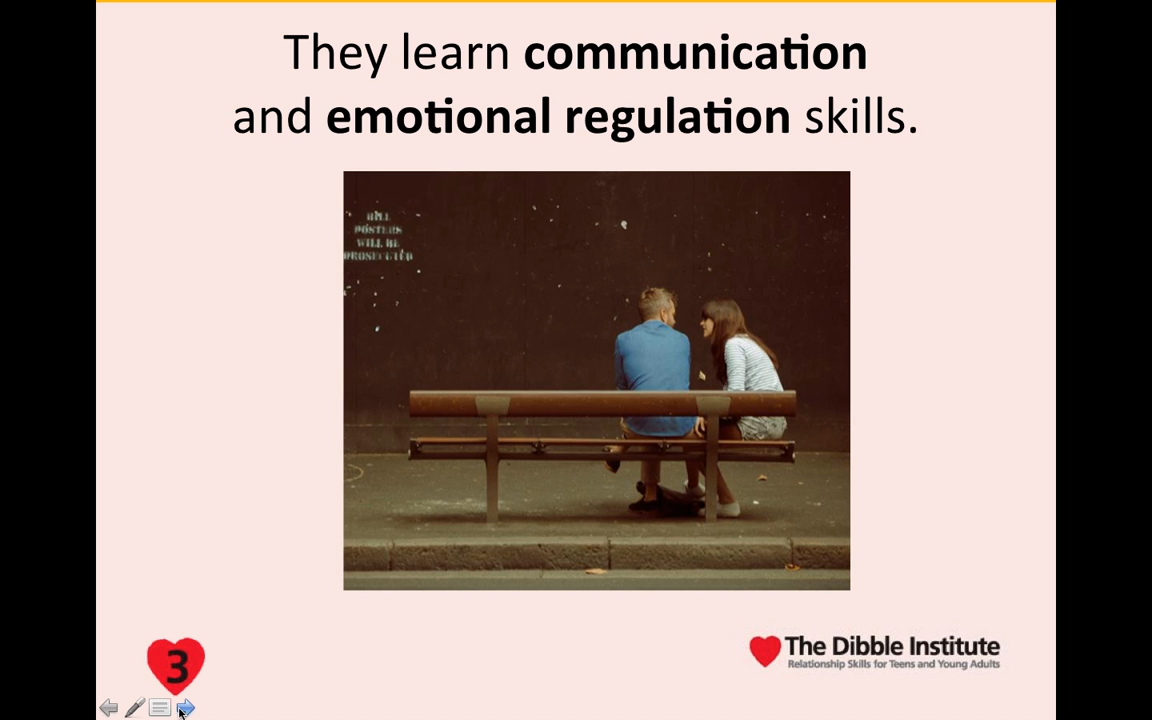 They learn communication
and emotional regulation skills.
BILL
POSTERS
WILL BE
PROSECUTED
3
The Dibble Institute
Relationship Skills for Teens and Young Adults